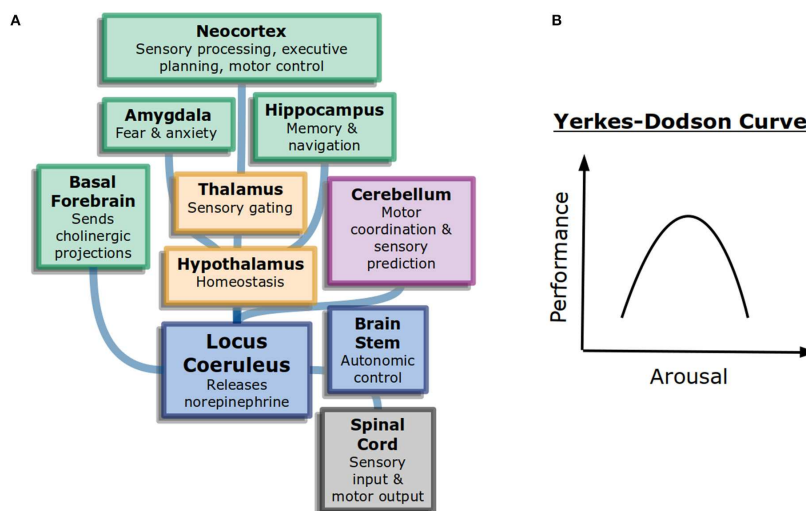 A
Neocortex
Sensory processing, executive
planning, motor control
Amygdala
Fear & anxiety
Hippocampus
Memory &
navigation
Basal
Forebrain
Sends
cholinergic
projections
Thalamus
Sensory gating
Cerebellum
Motor
coordination &
sensory
prediction
Hypothalamus
Homeostasis
Locus
Coeruleus
Releases
norepinephrine
Brain
Stem
Autonomic
control
Spinal
Cord
Sensory
input &
motor output
B
Yerkes-Dodson Curve
Performance
Arousal